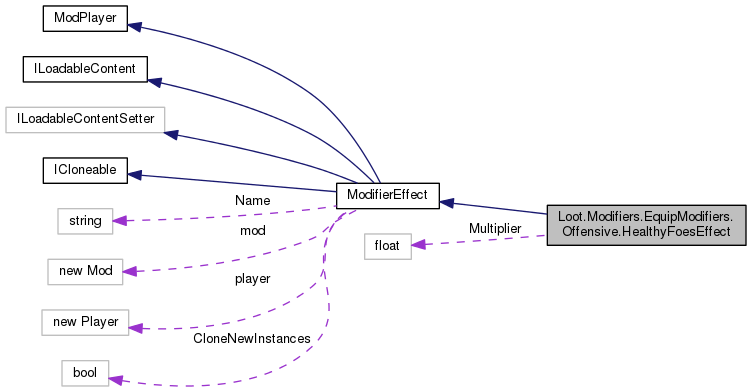 ModPlayer
ILoadableContent
ILoadableContentSetter
ICloneable
ModifierEffect
Name
string
mod
Loot.Modifiers.EquipModifiers.
Offensive.HealthyFoesEffect
Multiplier
float
new Mod
player
new Player
CloneNewInstances
bool